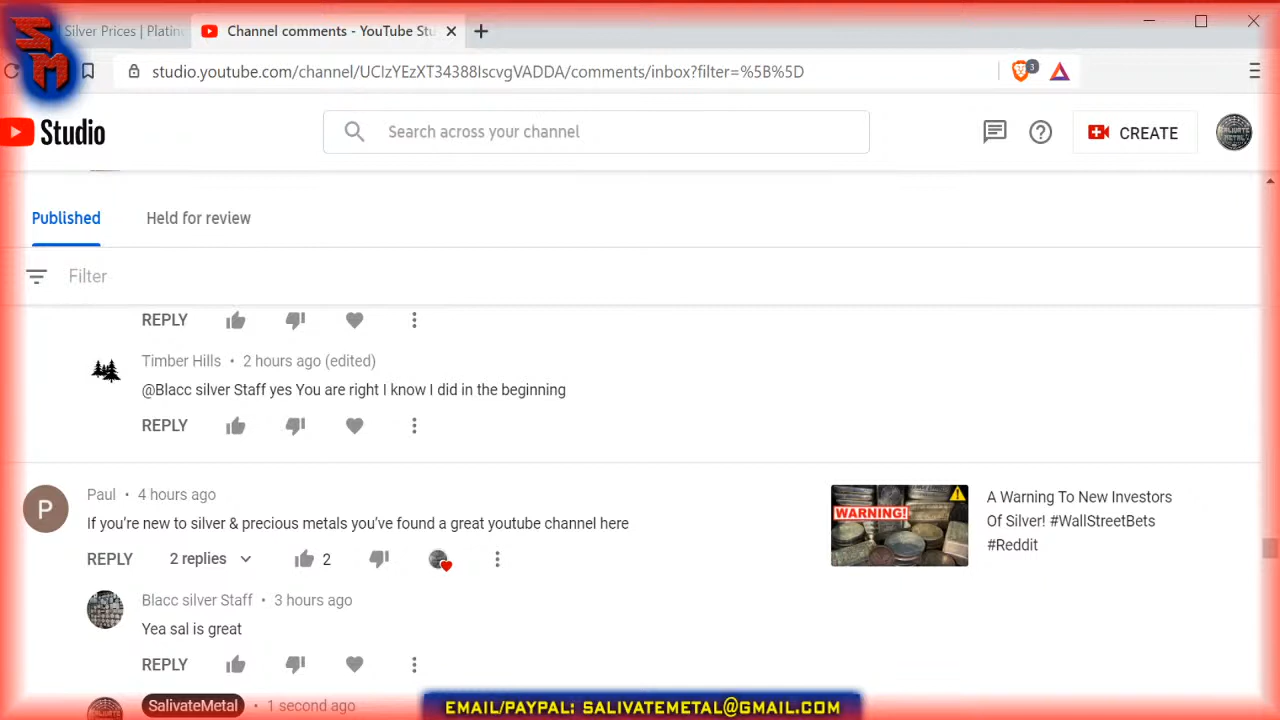 SM
Silver Prices | Platin
Channel comments - YouTube Stu
studio.youtube.com/channel/UCIzYEzXT34388IscvgVADDA/comments/inbox?filter=%5B%5D
3
Studio
Search across your channel
CREATE
SALIVATE METAL
Published
Held for review
Filter
REPLY
Timber Hills • 2 hours ago (edited)
@Blacc silver Staff yes You are right I know I did in the beginning
REPLY
P
Paul • 4 hours ago
If you're new to silver & precious metals you've found a great youtube channel here
REPLY 2 replies 2
WARNING!
A Warning To New Investors
Of Silver! #WallStreetBets
#Reddit
Blacc silver Staff • 3 hours ago
Yea sal is great
REPLY
SalivateMetal • 1 second ago
EMAIL/PAYPAL: SALIVATEMETAL@GMAIL.COM